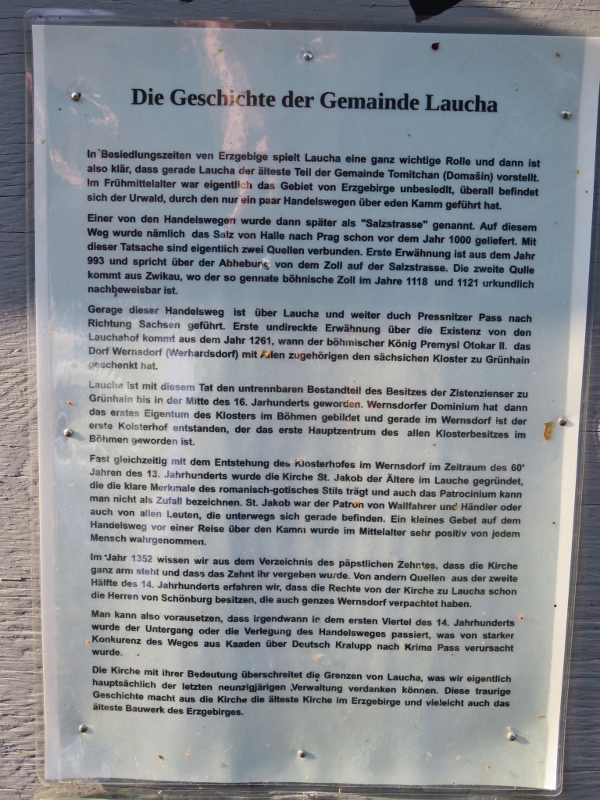 Die Geschichte der Gemainde Laucha
In Besiedlungszeiten ven Erzgebige spielt Laucha eine ganz wichtige Rolle und dann ist
also klär, dass gerade Laucha der älteste Teil der Gemainde Tomitchan (Domašín) vorstellt.
Im Frühmittelalter war eigentlich das Gebiet von Erzgebirge unbesiedlt, überall befindet
sich der Urwald, durch den nur ein paar Handelswegen über eden Kamm geführt hat.
Einer von den Handelswegen wurde dann später als "Salzstrasse" genannt. Auf diesem
Weg wurde nämlich das Salz von Halle nach Prag schon vor dem Jahr 1000 geliefert. Mit
dieser Tatsache sind eigentlich zwei Quellen verbunden. Erste Erwähnung ist aus dem Jahr
993 und spricht über der Abhebung von dem Zoll auf der Salzstrasse. Die zweite Qulle
kommt aus Zwikau, wo der so gennate böhnische Zoll im Jahre 1118 und 1121 urkundlich
nachbeweisbar ist.
Gerage dieser Handelsweg ist über Laucha und weiter duch Pressnitzer Pass nach
Richtung Sachsen geführt. Erste undireckte Erwähnung über die Existenz von den
Lauchahof kommt aus dem Jahr 1261, wann der böhmischer König Premysl Otokar II. das
Dorf Wernsdorf (Werhardsdorf) mit Allen zugehörigen den sächsichen Kloster zu Grünhain
geschenkt hat.
Laucha ist mit diesem Tat den untrennbaren Bestandteil des Besitzes der Zistenzienser zu
Grünhain bis in der Mitte des 16. Jarhunderts geworden. Wernsdorfer Dominium hat dann
das erstes Eigentum des Klosters im Böhmen gebildet und gerade im Wernsdorf ist der
erste Kolsterhof entstanden, der das erste Hauptzentrum des allen Klosterbesitzes im
Böhmen geworden ist.
Fast gleichzeitig mit dem Entstehung des Klosterhofes im Wernsdorf im Zeitraum des 60'
Jahren des 13. Jahrhunderts wurde die Kirche St. Jakob der Ältere im Lauche gegründet,
die die klare Merkmale des romanisch-gotisches Stils trägt und auch das Patrocinium kann
man nicht als Zufall bezeichnen. St. Jakob war der Patrun von Wallfahrer und Händler oder
auch von allen Leuten, die unterwegs sich gerade befinden. Ein kleines Gebet auf dem
Handelsweg vor einer Reise über den Kamm wurde im Mittelalter sehr positiv von jedem
Mensch wahrgenommen.
Im Jahr 1352 wissen wir aus dem Verzeichnis des päpstlichen Zehntes, dass die Kirche
ganz arm steht und dass das Zehnt ihr vergeben wurde. Von andern Quellen aus der zweite
Hälfte des 14. Jahrhunderts erfahren wir, dass die Rechte von der Kirche zu Laucha schon
die Herren von Schönburg besitzen, die auch genzes Wernsdorf verpachtet haben.
Man kann also vorausetzen, dass irgendwann in dem ersten Viertel des 14. Jahrhunderts
wurde der Untergang oder die Verlegung des Handelsweges passiert, was von starker
Konkurenz des Weges aus Kaaden über Deutsch Kralupp nach Krima Pass verursacht
wurde.
Die Kirche mit ihrer Bedeutung überschreitet die Grenzen von Laucha, was wir eigentlich
hauptsächlich der letzten neunzigjärigen Verwaltung verdanken können. Diese traurige
Geschichte macht aus die Kirche die älteste Kirche im Erzgebirge und vieleicht auch das
älteste Bauwerk des Erzgebirges.